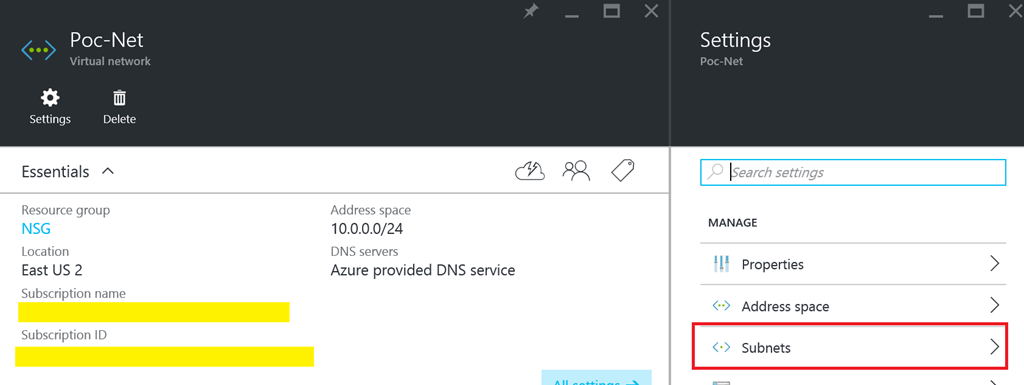 Poc-Net
Virtual network
Settings
Delete
Essentials
Resource group
NSG
Location
East US 2
Subscription name
Subscription ID
Address space
10.0.0.0/24
DNS servers
Azure provided DNS service
All settings
Settings
Poc-Net
Search settings
MANAGE
Properties
Address space
Subnets